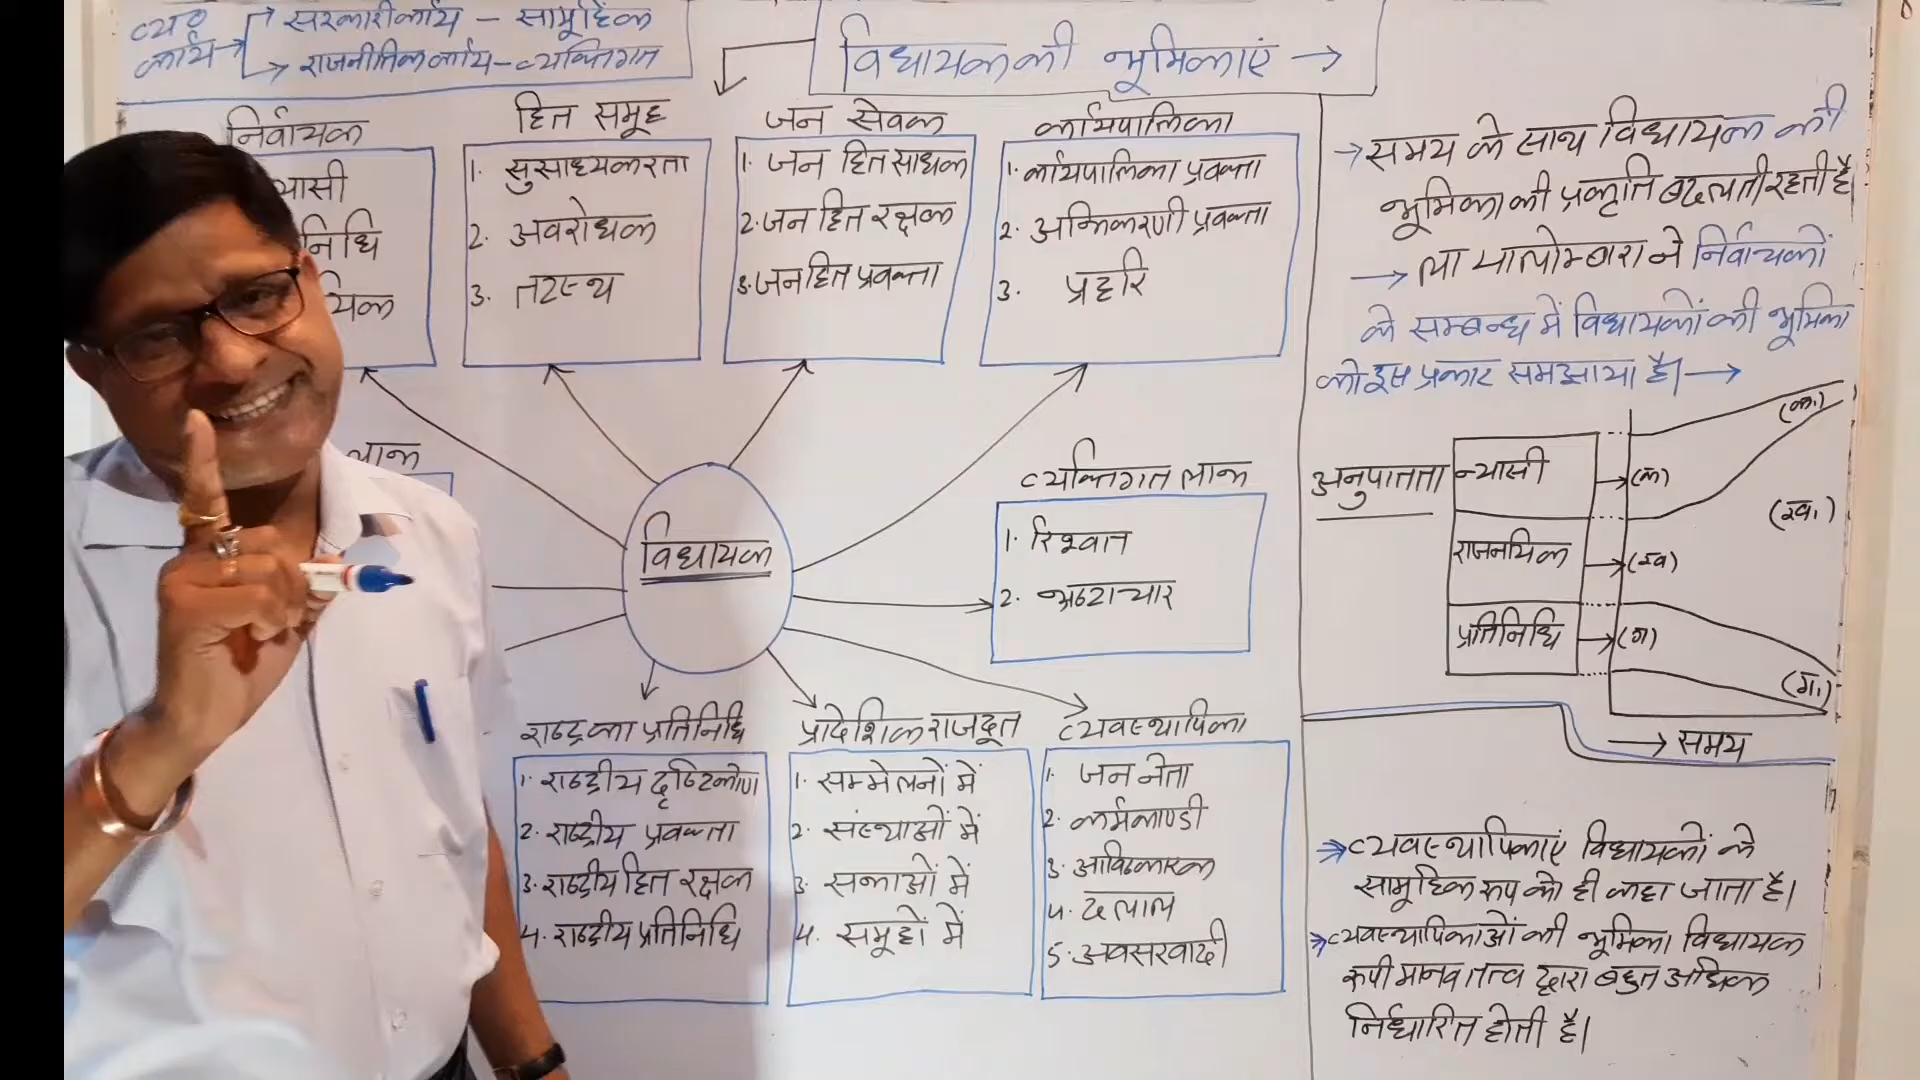 व्यव०
कार्य→
→ सरकारी कार्य – सामूहिक
→ राजनीतिक कार्य – व्यक्तिगत
विधायक की भूमिकाएं →
निर्वाचक
यासी
निधि
यिक
हित समूह
1. सुसाध्यकरता
2. अवरोधक
3. तटस्थ
जन सेवक
1. जन हित साधक
2. जन हित रक्षक
3. जनहित प्रवक्ता
कार्यपालिका
1. कार्यपालिका प्रवक्ता
2. अभिकरणी प्रवक्ता
3. प्रहरि
लाभ
विधायक
व्यक्तिगत लाभ
1. रिश्वत
2. भ्रष्टाचार
राष्ट्र का प्रतिनिधि
1. राष्ट्रीय दृष्टिकोण
2. राष्ट्रीय प्रवक्ता
3. राष्ट्रीय हित रक्षक
4. राष्ट्रीय प्रतिनिधि
प्रादेशिक राजदूत
1. सम्मेलनों में
2. संस्थाओं में
3. सभाओं में
4. समूहों में
व्यवस्थापिका
1. जन नेता
2. कर्मकाण्डी
3. आविष्कारक
4. दलाल
5. अवसरवादी
→ समय के साथ विधायक की
भूमिका की प्रकृति बदलती रहती है।
→ ला पालोम्बारा ने निर्वाचकों
के सम्बन्ध में विधायकों की भूमिका
को इस प्रकार समझाया है। →
अनुपातता
न्यासी
राजनयिक
प्रतिनिधि
(क)
(ख)
(ग)
(क.)
(ख.)
(ग.)
→ समय
→ व्यवस्थापिकाएं विधायकों के
सामूहिक रूप को ही कहा जाता है।
→ व्यवस्थापिकाओं की भूमिका विधायक
रूपी मानव तत्व द्वारा बहुत अधिक
निर्धारित होती है।